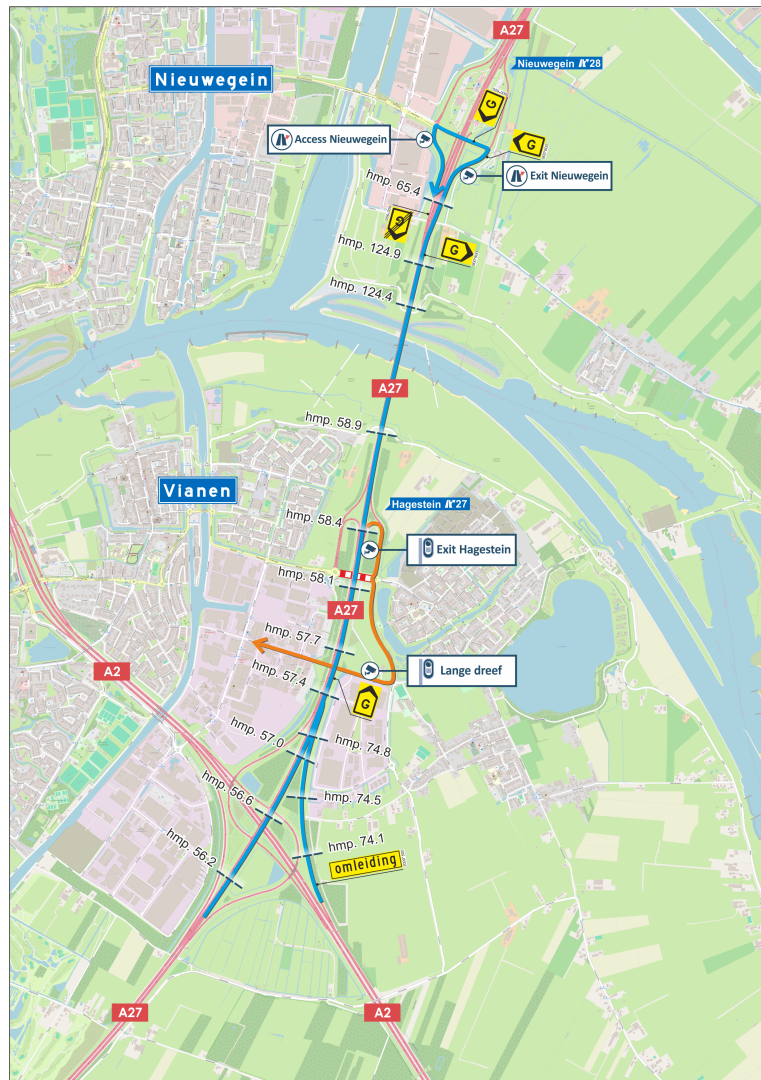 A27
Nieuwegein 28
Nieuwegein
G
Access Nieuwegein
G
Exit Nieuwegein
hmp. 65.4
G
hmp. 124.9
G
hmp. 124.4
A27
hmp. 58.9
Vianen
Hagestein 27
hmp. 58.4
Exit Hagestein
hmp. 58.1
A27
hmp. 57.7
A2
Lange dreef
hmp. 57.4
G
hmp. 57.0
hmp. 74.8
hmp. 56.6
hmp. 74.5
hmp. 74.1
hmp. 56.2
omleiding
A27
A2